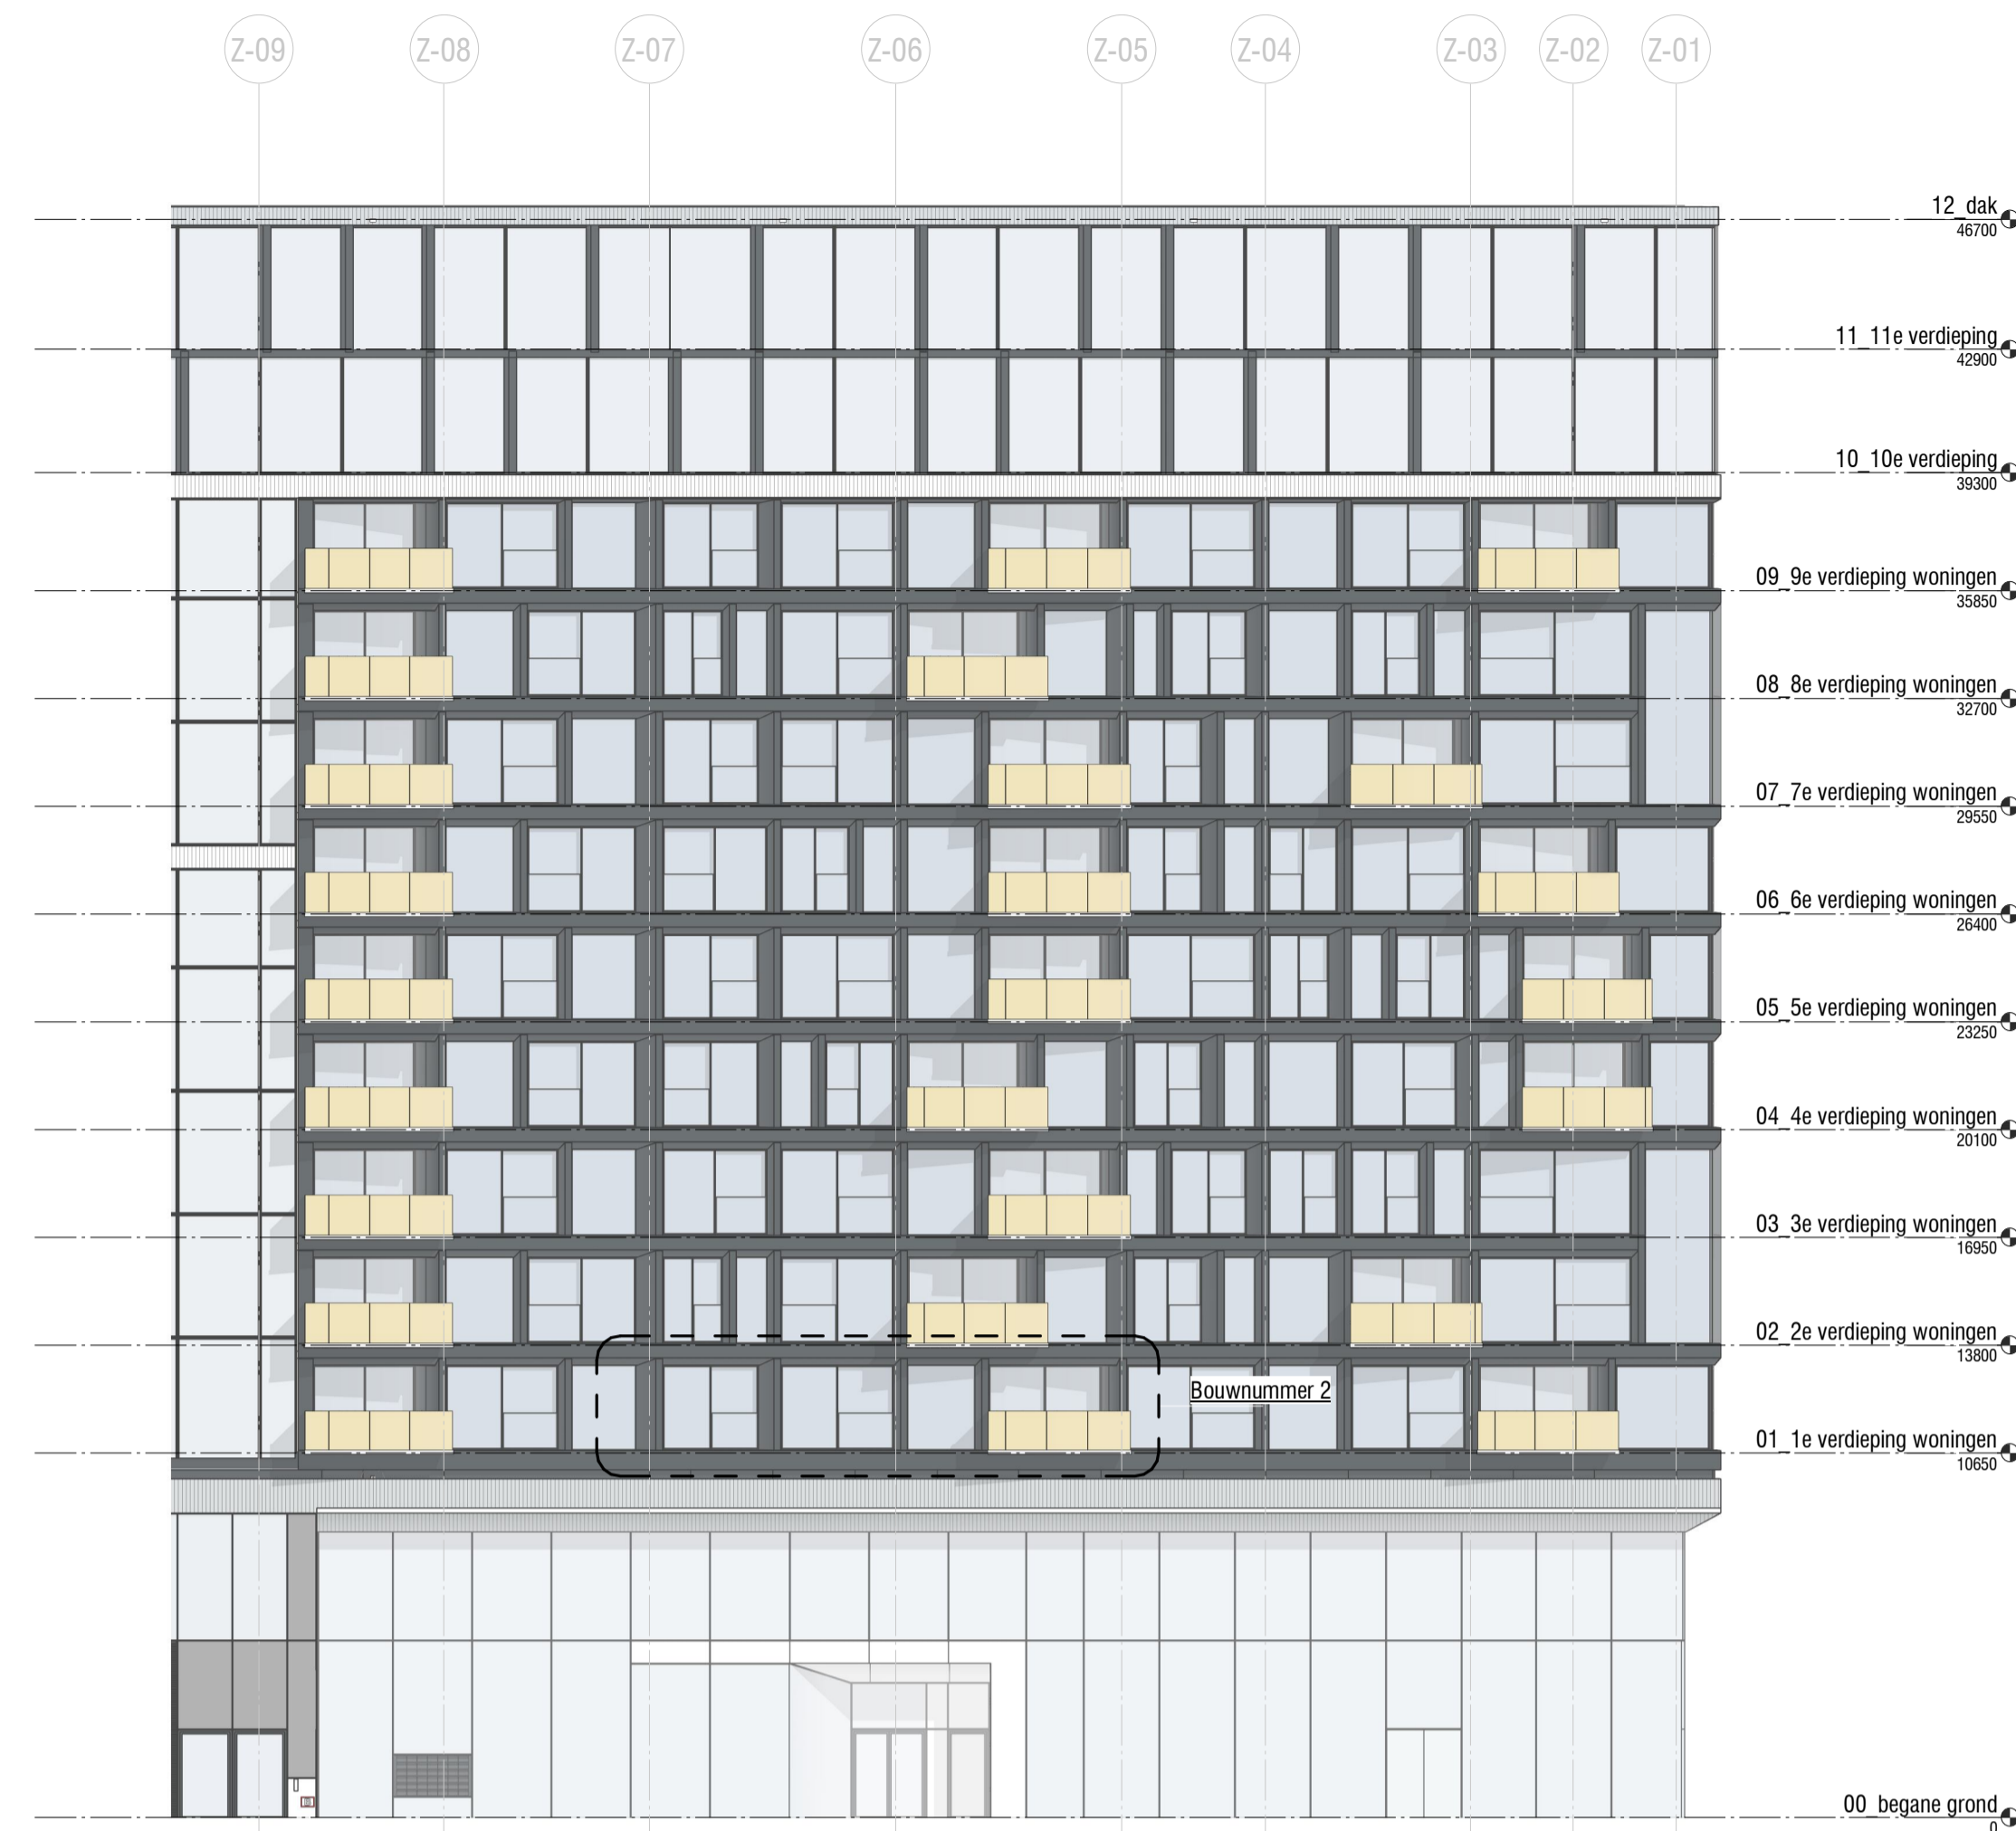 Z-09 Z-08 Z-07 Z-06 Z-05 Z-04 Z-03 Z-02 Z-01
12_dak
46700
11_11e verdieping
42900
10_10e verdieping
39300
09_9e verdieping woningen
35850
08_8e verdieping woningen
32700
07_7e verdieping woningen
29550
06_6e verdieping woningen
26400
05_5e verdieping woningen
23250
04_4e verdieping woningen
20100
03_3e verdieping woningen
16950
02_2e verdieping woningen
13800
Bouwnummer 2
01_1e verdieping woningen
10650
00_begane grond
0